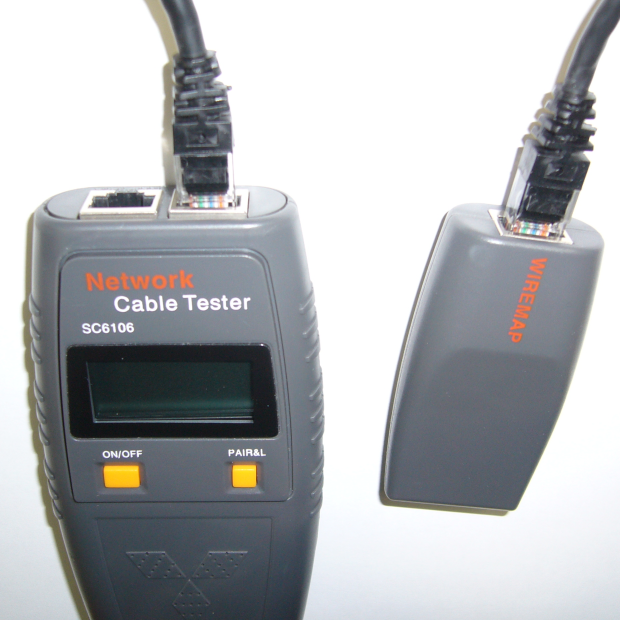 Network
Cable Tester
SC6106
ON/OFF
PAIR&L
WIREMAP